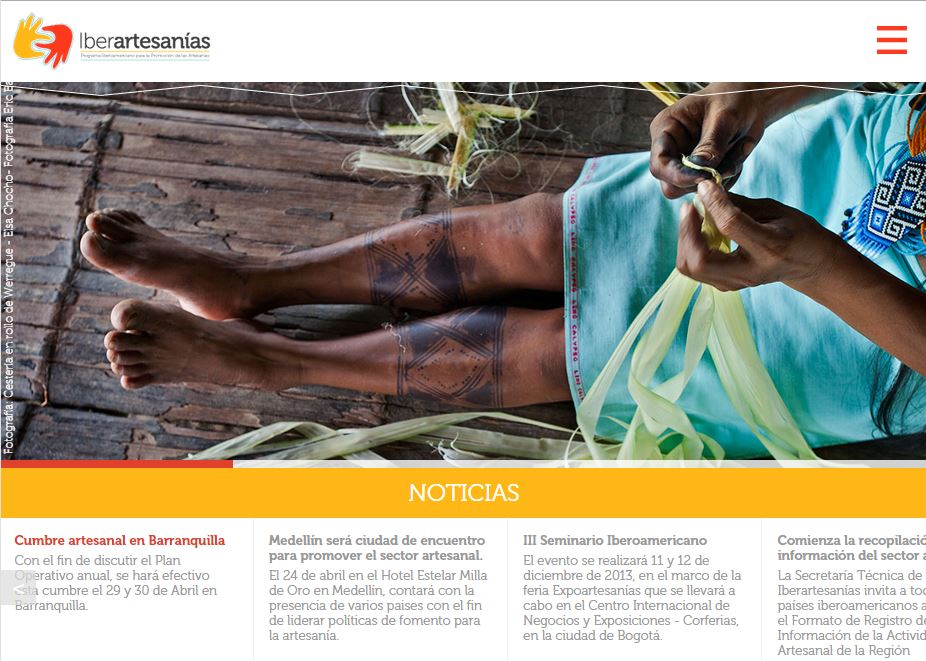 Iberartesanías
Programa Iberoamericano para la Promoción de las Artesanías
Fotografía: Cestería en rollo de Werregue - Elsa Chocho- Fotografía Eric
NOTICIAS
Cumbre artesanal en Barranquilla
Con el fin de discutir el Plan
Operativo anual, se hará efectivo
esta cumbre el 29 y 30 de Abril en
Barranquilla.
Medellín será ciudad de encuentro
para promover el sector artesanal.
El 24 de abril en el Hotel Estelar Milla
de Oro en Medellín, contará con la
presencia de varios paises con el fin
de liderar políticas de fomento para
la artesanía.
III Seminario Iberoamericano
El evento se realizará 11 y 12 de
diciembre de 2013, en el marco de la
feria Expoartesanías que se llevará a
cabo en el Centro Internacional de
Negocios y Exposiciones - Corferias,
en la ciudad de Bogotá.
Comienza la recopilació
información del sector a
La Secretaría Técnica de
Iberartesanías invita a too
países iberoamericanos a
el Formato de Registro de
Información de la Activid
Artesanal de la Región